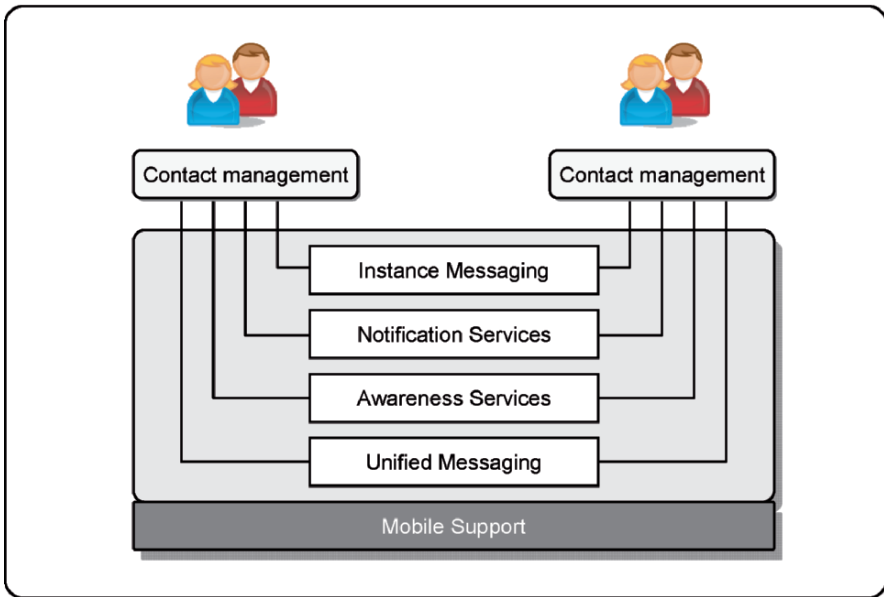 Contact management
Contact management
Instance Messaging
Notification Services
Awareness Services
Unified Messaging
Mobile Support